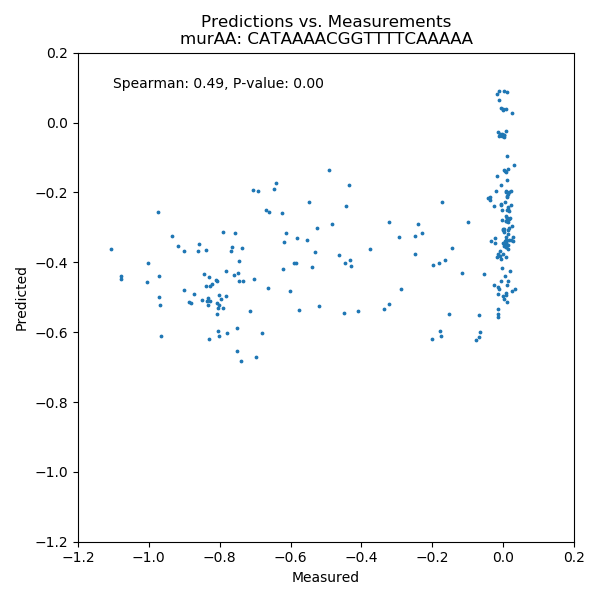 Predictions vs. Measurements
murAA: CATAAAACGGTTTTCAAAAA
Spearman: 0.49, P-value: 0.00
0.2
0.0
−0.2
−0.4
−0.6
−0.8
−1.0
−1.2
Predicted
−1.2 −1.0 −0.8 −0.6 −0.4 −0.2 0.0 0.2
Measured